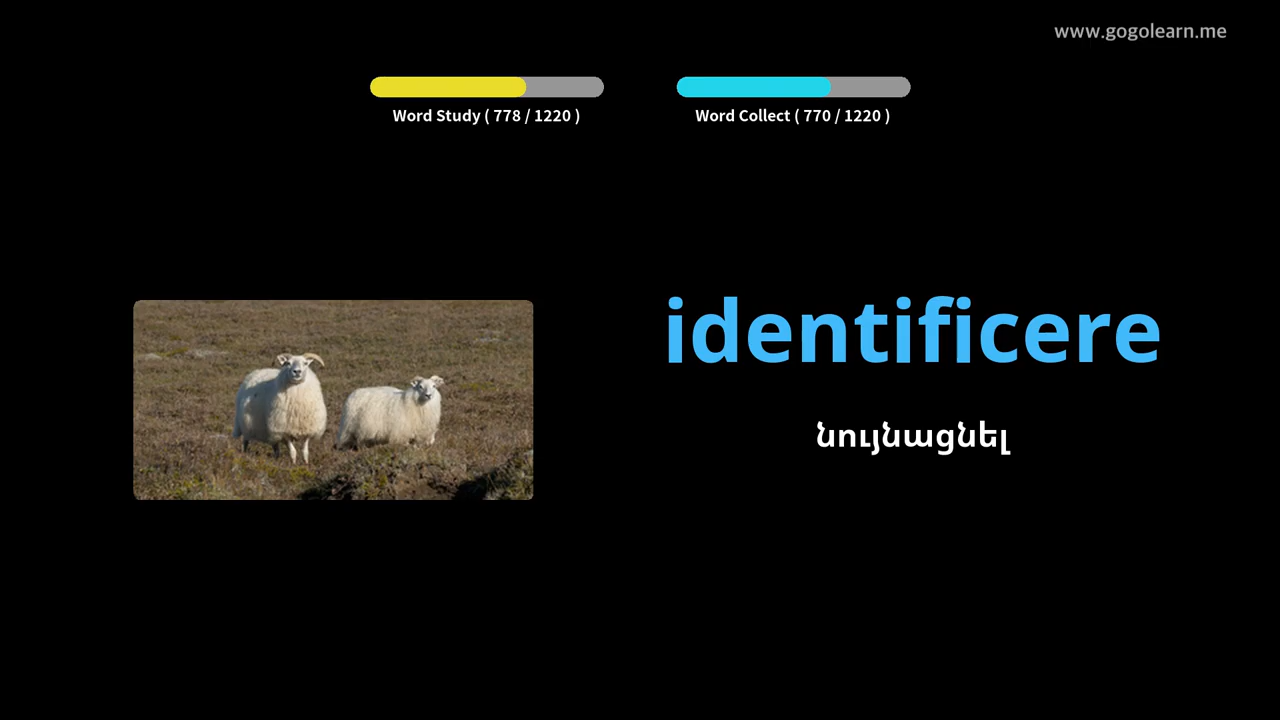 www.gogolearn.me
Word Study ( 778 / 1220 )
Word Collect ( 770 / 1220 )
identificere
նույնացնել